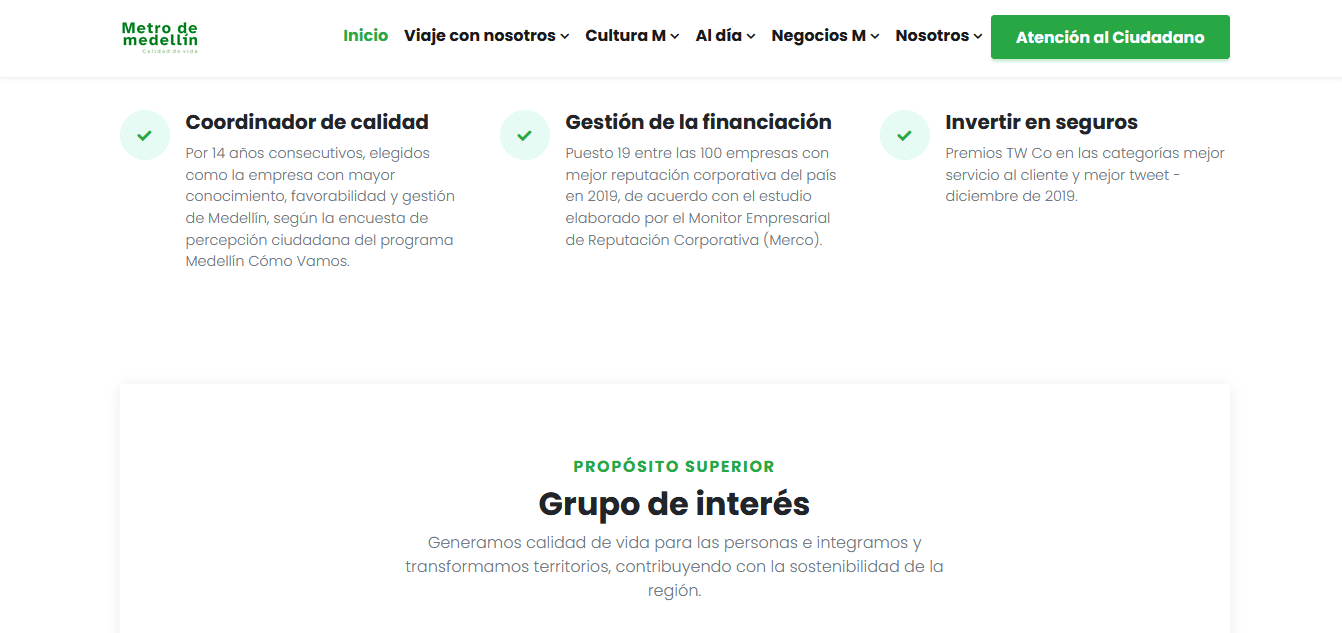 Metro de
medellín
Calidad de vida
Inicio Viaje con nosotros Cultura M Al día Negocios M Nosotros Atención al Ciudadano
Coordinador de calidad
Por 14 años consecutivos, elegidos
como la empresa con mayor
conocimiento, favorabilidad y gestión
de Medellín, según la encuesta de
percepción ciudadana del programa
Medellín Cómo Vamos.
Gestión de la financiación
Puesto 19 entre las 100 empresas con
mejor reputación corporativa del país
en 2019, de acuerdo con el estudio
elaborado por el Monitor Empresarial
de Reputación Corporativa (Merco).
Invertir en seguros
Premios TW Co en las categorías mejor
servicio al cliente y mejor tweet -
diciembre de 2019.
PROPÓSITO SUPERIOR
Grupo de interés
Generamos calidad de vida para las personas e integramos y
transformamos territorios, contribuyendo con la sostenibilidad de la
región.